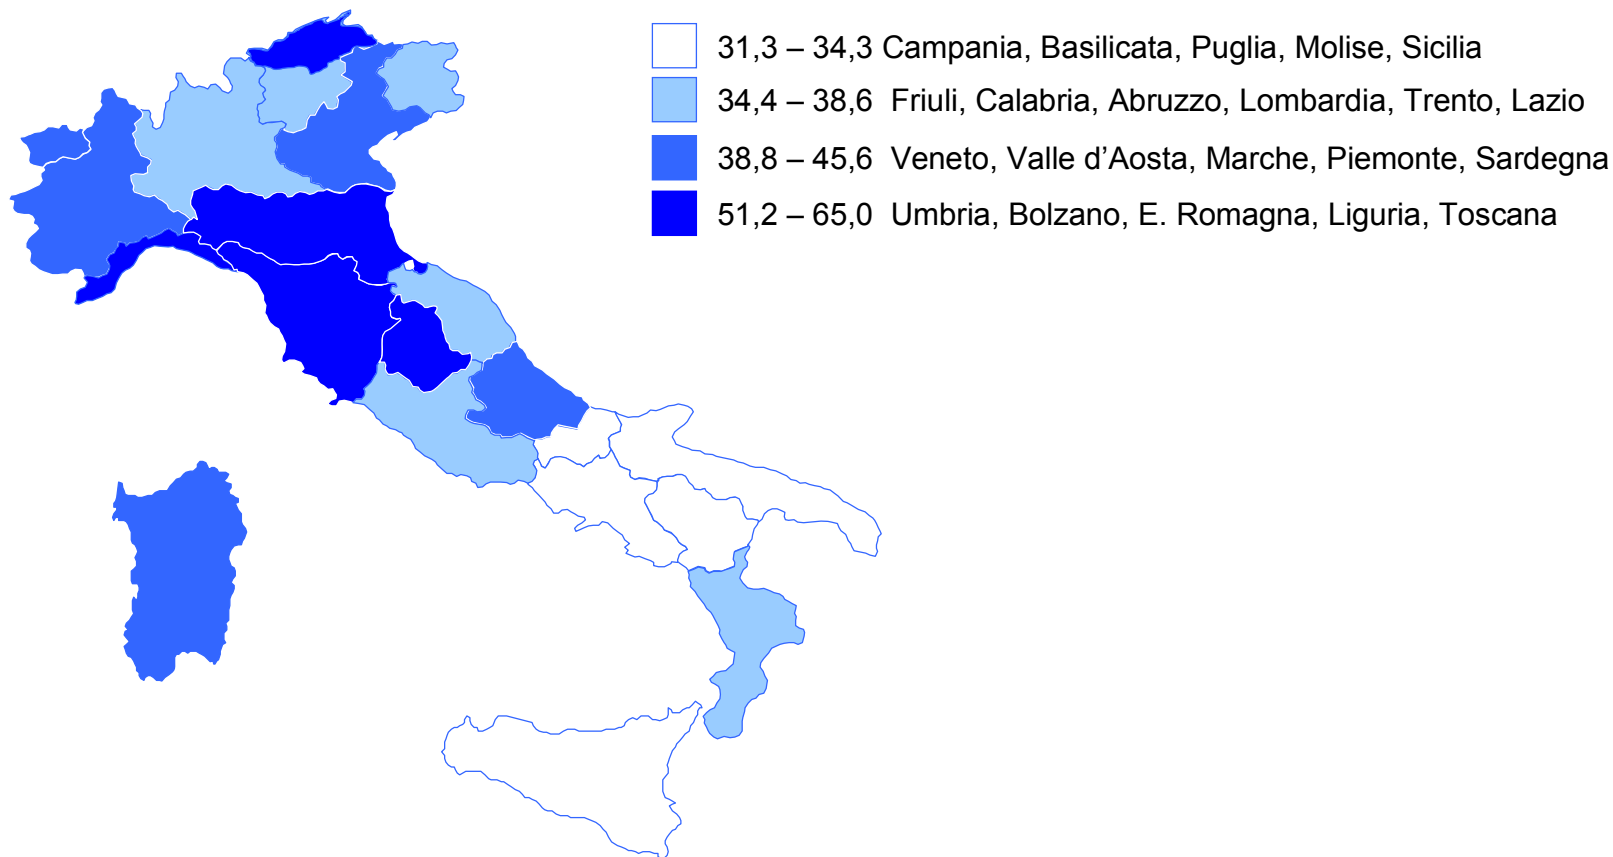 31,3 – 34,3 Campania, Basilicata, Puglia, Molise, Sicilia
34,4 – 38,6 Friuli, Calabria, Abruzzo, Lombardia, Trento, Lazio
38,8 – 45,6 Veneto, Valle d’Aosta, Marche, Piemonte, Sardegna
51,2 – 65,0 Umbria, Bolzano, E. Romagna, Liguria, Toscana